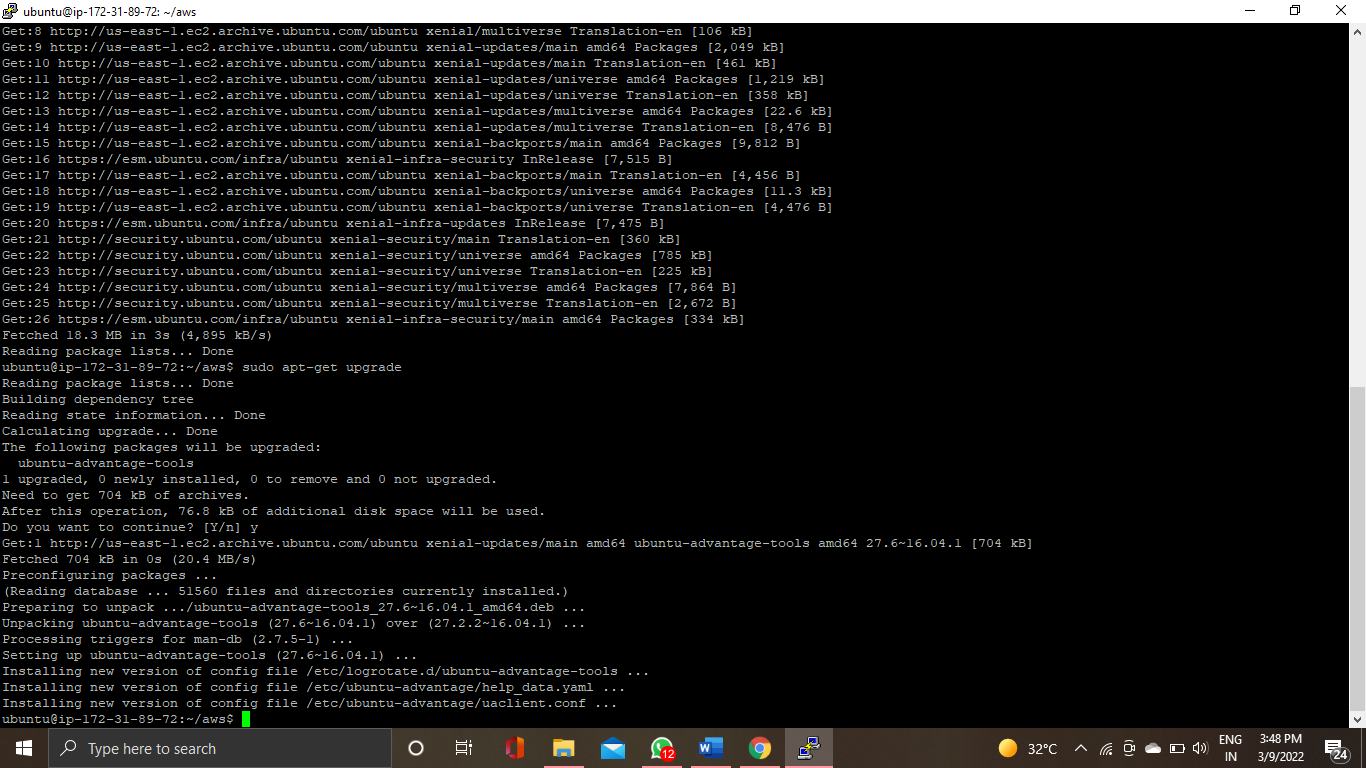 ubuntu@ip-172-31-89-72: ~/aws
Get:8 http://us-east-1.ec2.archive.ubuntu.com/ubuntu xenial/multiverse Translation-en [106 kB]
Get:9 http://us-east-1.ec2.archive.ubuntu.com/ubuntu xenial-updates/main amd64 Packages [2,049 kB]
Get:10 http://us-east-1.ec2.archive.ubuntu.com/ubuntu xenial-updates/main Translation-en [461 kB]
Get:11 http://us-east-1.ec2.archive.ubuntu.com/ubuntu xenial-updates/universe amd64 Packages [1,219 kB]
Get:12 http://us-east-1.ec2.archive.ubuntu.com/ubuntu xenial-updates/universe Translation-en [358 kB]
Get:13 http://us-east-1.ec2.archive.ubuntu.com/ubuntu xenial-updates/multiverse amd64 Packages [22.6 kB]
Get:14 http://us-east-1.ec2.archive.ubuntu.com/ubuntu xenial-updates/multiverse Translation-en [8,476 B]
Get:15 http://us-east-1.ec2.archive.ubuntu.com/ubuntu xenial-backports/main amd64 Packages [9,812 B]
Get:16 https://esm.ubuntu.com/infra/ubuntu xenial-infra-security InRelease [7,515 B]
Get:17 http://us-east-1.ec2.archive.ubuntu.com/ubuntu xenial-backports/main Translation-en [4,456 B]
Get:18 http://us-east-1.ec2.archive.ubuntu.com/ubuntu xenial-backports/universe amd64 Packages [11.3 kB]
Get:19 http://us-east-1.ec2.archive.ubuntu.com/ubuntu xenial-backports/universe Translation-en [4,476 B]
Get:20 https://esm.ubuntu.com/infra/ubuntu xenial-infra-updates InRelease [7,475 B]
Get:21 http://security.ubuntu.com/ubuntu xenial-security/main Translation-en [360 kB]
Get:22 http://security.ubuntu.com/ubuntu xenial-security/universe amd64 Packages [785 kB]
Get:23 http://security.ubuntu.com/ubuntu xenial-security/universe Translation-en [225 kB]
Get:24 http://security.ubuntu.com/ubuntu xenial-security/multiverse amd64 Packages [7,864 B]
Get:25 http://security.ubuntu.com/ubuntu xenial-security/multiverse Translation-en [2,672 B]
Get:26 https://esm.ubuntu.com/infra/ubuntu xenial-infra-security/main amd64 Packages [334 kB]
Fetched 18.3 MB in 3s (4,895 kB/s)
Reading package lists... Done
ubuntu@ip-172-31-89-72:~/aws$ sudo apt-get upgrade
Reading package lists... Done
Building dependency tree
Reading state information... Done
Calculating upgrade... Done
The following packages will be upgraded:
  ubuntu-advantage-tools
1 upgraded, 0 newly installed, 0 to remove and 0 not upgraded.
Need to get 704 kB of archives.
After this operation, 76.8 kB of additional disk space will be used.
Do you want to continue? [Y/n] y
Get:1 http://us-east-1.ec2.archive.ubuntu.com/ubuntu xenial-updates/main amd64 ubuntu-advantage-tools amd64 27.6~16.04.1 [704 kB]
Fetched 704 kB in 0s (20.4 MB/s)
Preconfiguring packages ...
(Reading database ... 51560 files and directories currently installed.)
Preparing to unpack .../ubuntu-advantage-tools_27.6~16.04.1_amd64.deb ...
Unpacking ubuntu-advantage-tools (27.6~16.04.1) over (27.2.2~16.04.1) ...
Processing triggers for man-db (2.7.5-1) ...
Setting up ubuntu-advantage-tools (27.6~16.04.1) ...
Installing new version of config file /etc/logrotate.d/ubuntu-advantage-tools ...
Installing new version of config file /etc/ubuntu-advantage/help_data.yaml ...
Installing new version of config file /etc/ubuntu-advantage/uaclient.conf ...
ubuntu@ip-172-31-89-72:~/aws$
Type here to search
12
32°C
ENG
IN
3:48 PM
3/9/2022
24